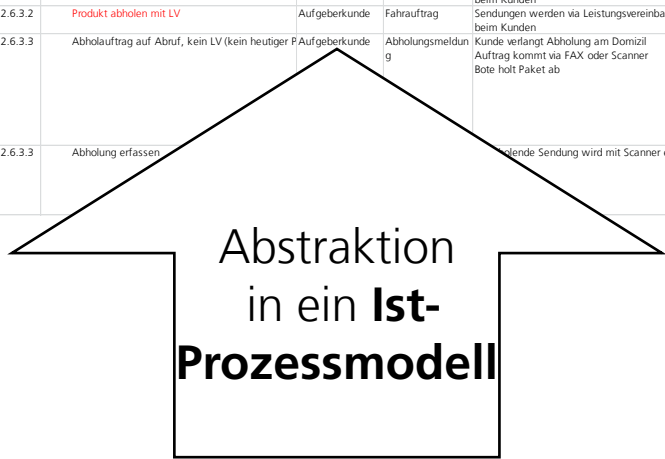 beim Kunden
2.6.3.2 Produkt abholen mit LV Aufgeberkunde Fahrauftrag Sendungen werden via Leistungsvereinba
beim Kunden
2.6.3.3 Abholauftrag auf Abruf, kein LV (kein heutiger P Aufgeberkunde Abholungsmeldun Kunde verlangt Abholung am Domizil
g Auftrag kommt via FAX oder Scanner
Bote holt Paket ab
2.6.3.3 Abholung erfassen olende Sendung wird mit Scanner
Abstraktion
in ein Ist-
Prozessmodell